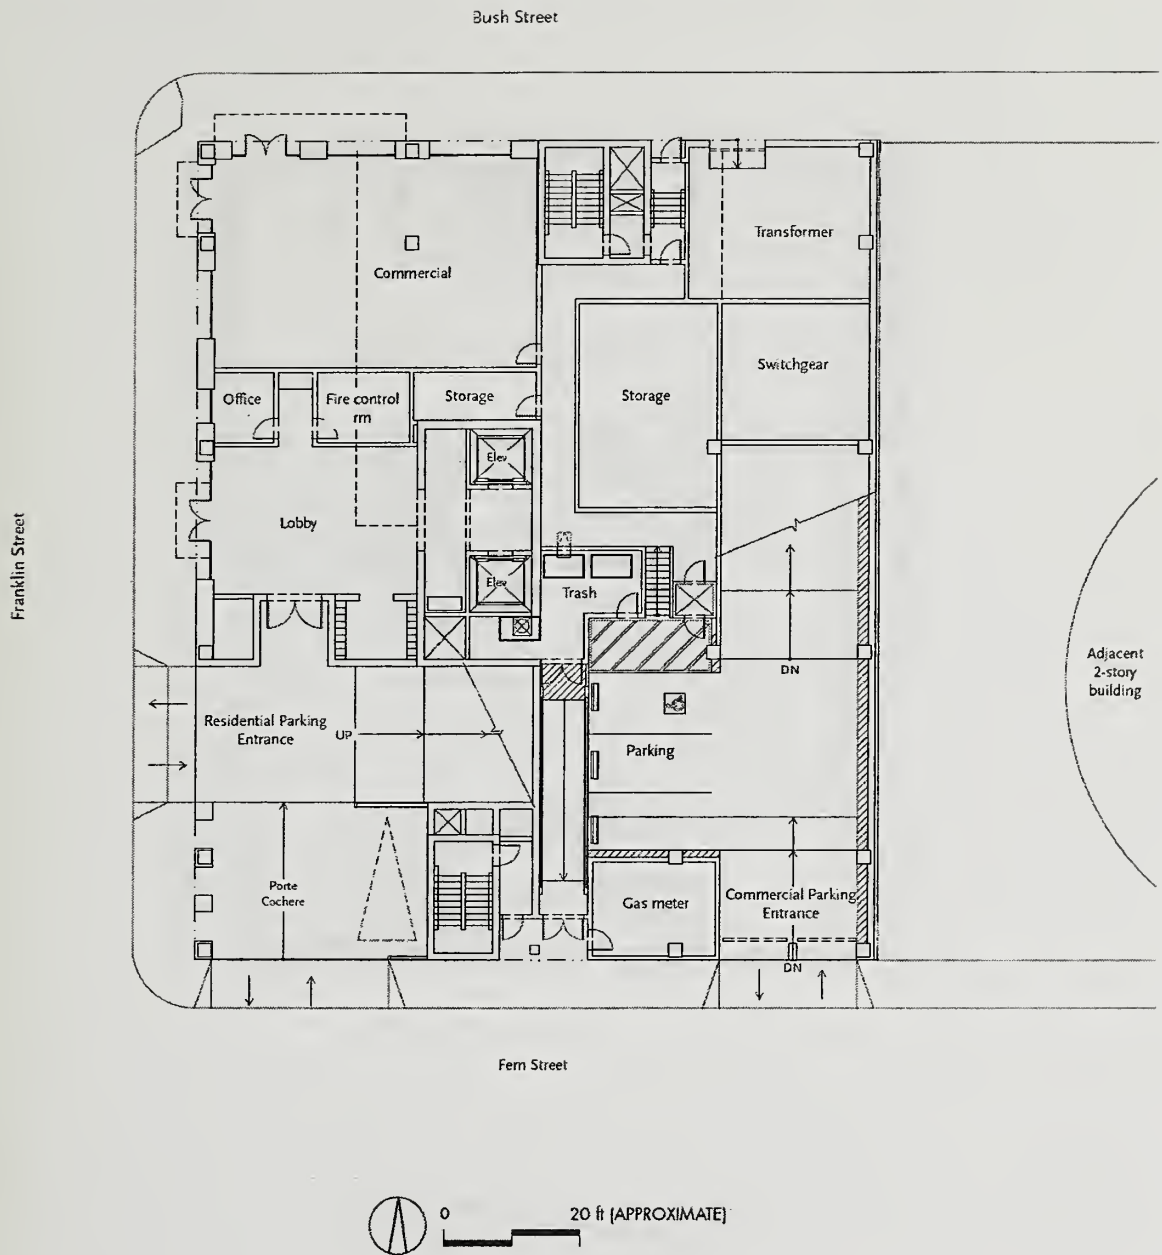 Bush Street
Transformer
Commercial
Switchgear
Office
Fire control
rm
Storage
Storage
Elev
Lobby
Franklin Street
Elev
Trash
Adjacent
2-story
building
DN
Residential Parking
Entrance
UP
Parking
Porte
Cochere
Gas meter
Commercial Parking
Entrance
DN
Fern Street
0
20 ft (APPROXIMATE)